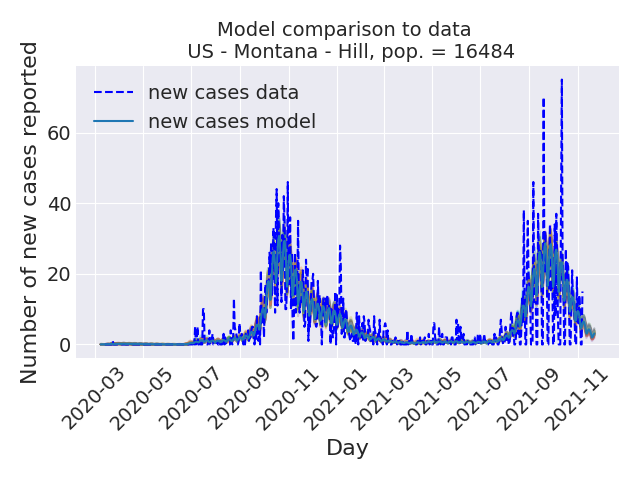 Model comparison to data
US - Montana - Hill, pop. = 16484
Number of new cases reported
new cases data
new cases model
60
40
20
0
2020-03
2020-05
2020-07
2020-09
2020-11
2021-01
2021-03
2021-05
2021-07
2021-09
2021-11
Day